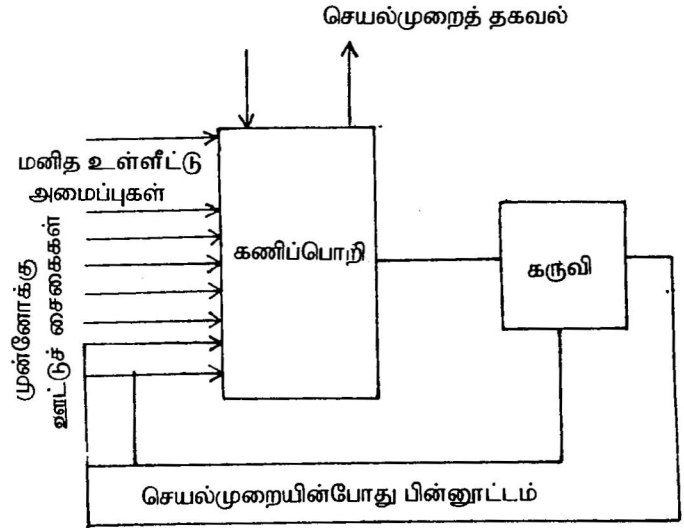 செயல்முறைத் தகவல்
மனித உள்ளீட்டு
அமைப்புகள்
முன்னோக்கு
ஊட்டுச் சைகைகள்
கணிப்பொறி
கருவி
செயல்முறையின்போது பின்னூட்டம்